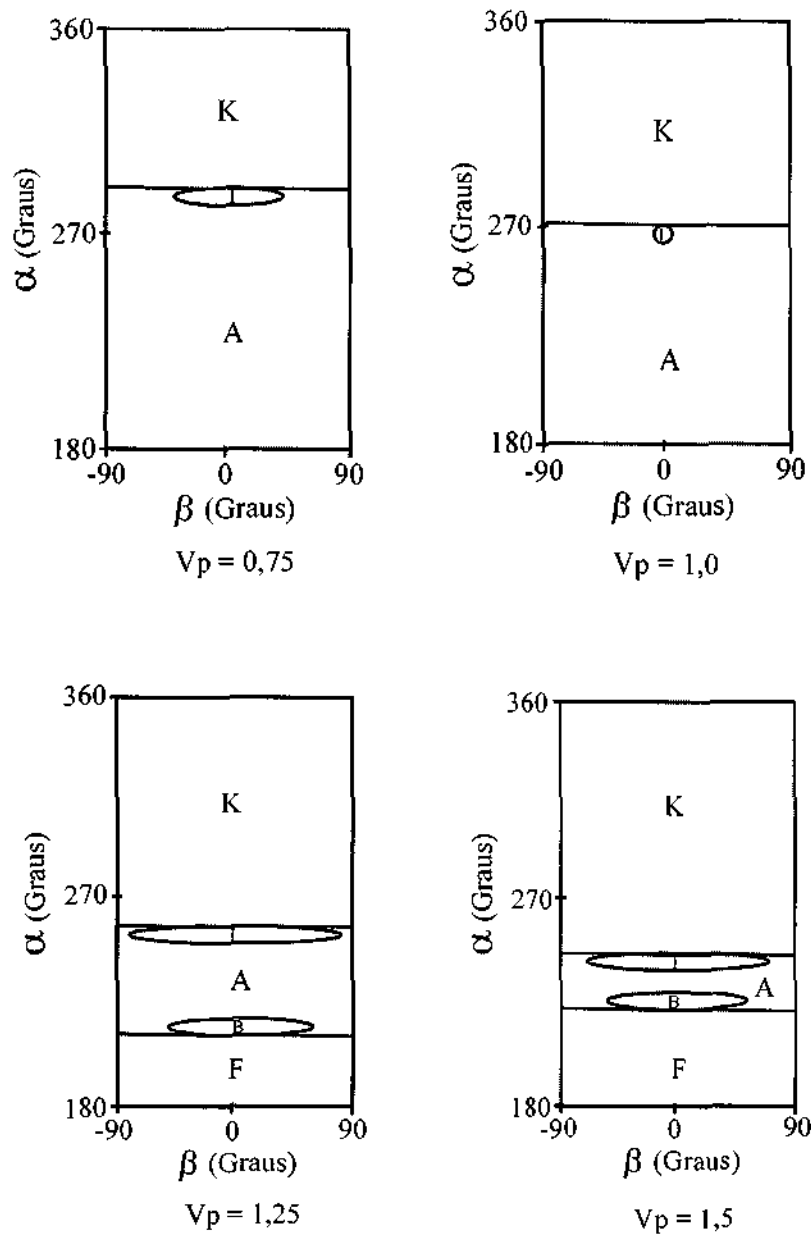 360
K
α (Graus)
270
A
180
-90 0 90
β (Graus)
Vp = 0,75
360
K
α (Graus)
270
I
A
180
-90 0 90
β (Graus)
Vp = 1,0
360
K
α (Graus)
270
A
B
F
180
-90 0 90
β (Graus)
Vp = 1,25
360
K
α (Graus)
270
A
B
F
180
-90 0 90
β (Graus)
Vp = 1,5